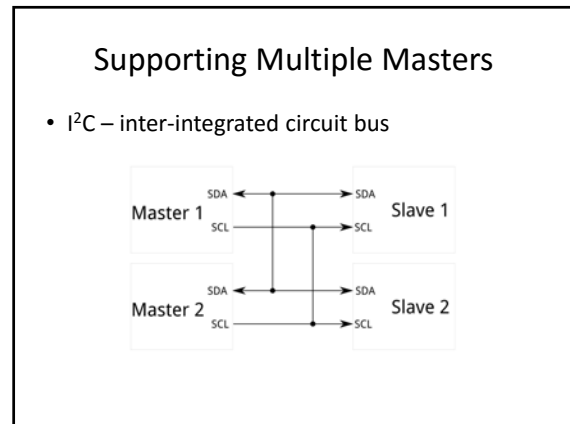 Supporting Multiple Masters
• I²C – inter-integrated circuit bus
SDA SDA
Master 1 Slave 1
SCL SCL
SDA SDA
Master 2 Slave 2
SCL SCL